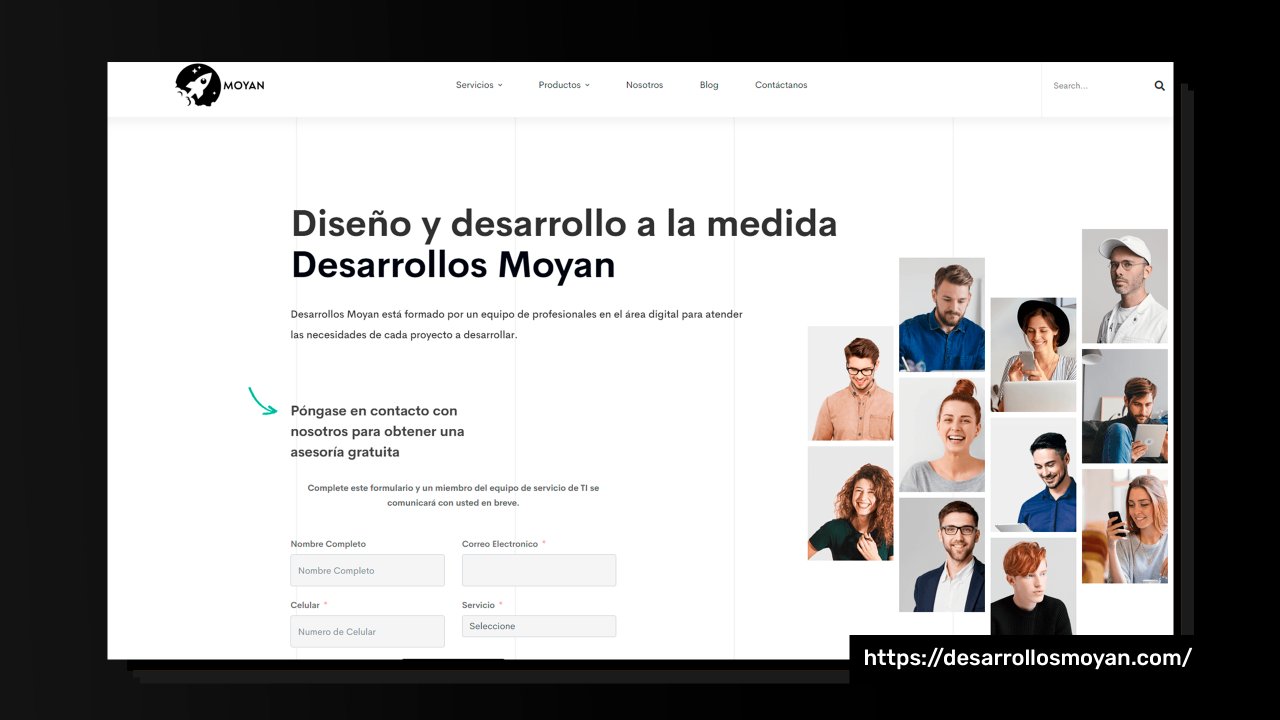 MOYAN
Servicios
Productos
Nosotros
Blog
Contáctanos
Search...
Diseño y desarrollo a la medida
Desarrollos Moyan
Desarrollos Moyan está formado por un equipo de profesionales en el área digital para atender
las necesidades de cada proyecto a desarrollar.
Póngase en contacto con
nosotros para obtener una
asesoría gratuita
Complete este formulario y un miembro del equipo de servicio de TI se
comunicará con usted en breve.
Nombre Completo
Correo Electronico *
Nombre Completo
Celular *
Servicio *
Numero de Celular
Seleccione
https://desarrollosmoyan.com/